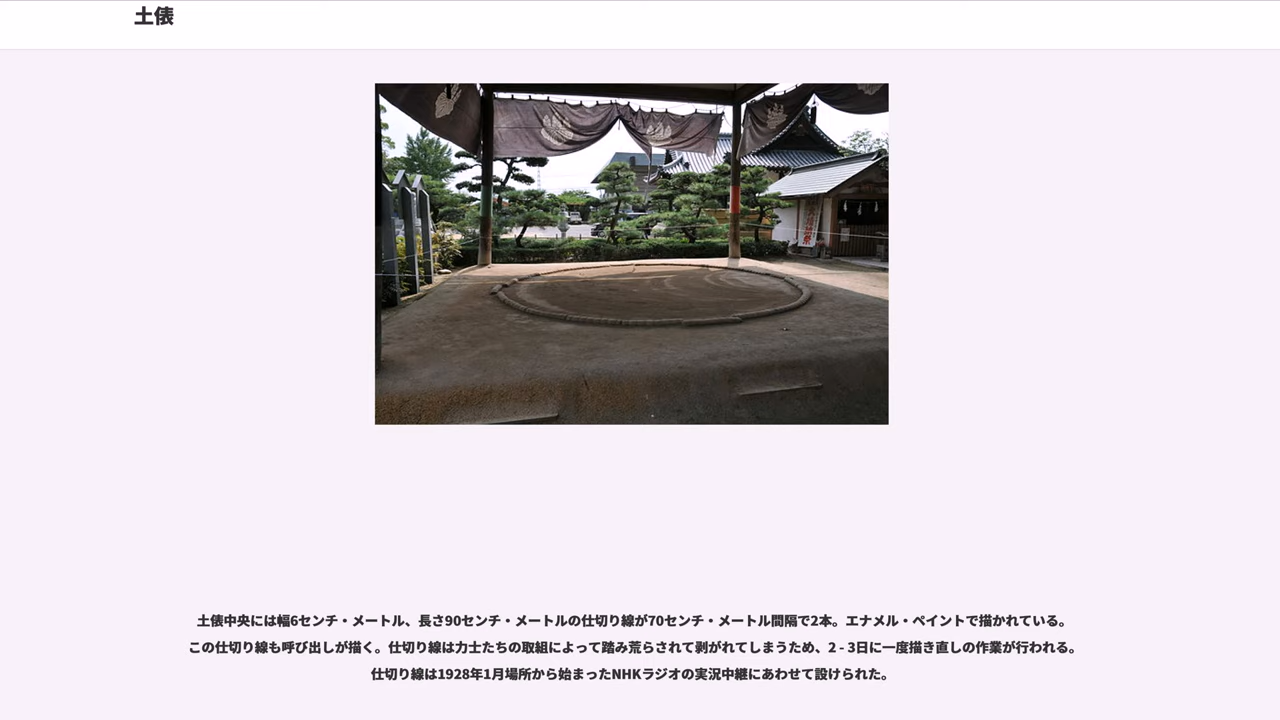 土俵
土俵中央には幅6センチ・メートル、長さ90センチ・メートルの仕切り線が70センチ・メートル間隔で2本。エナメル・ペイントで描かれている。
この仕切り線も呼び出しが描く。仕切り線は力士たちの取組によって踏み荒らされて剥がれてしまうため、2 - 3日に一度描き直しの作業が行われる。
仕切り線は1928年1月場所から始まったNHKラジオの実況中継にあわせて設けられた。